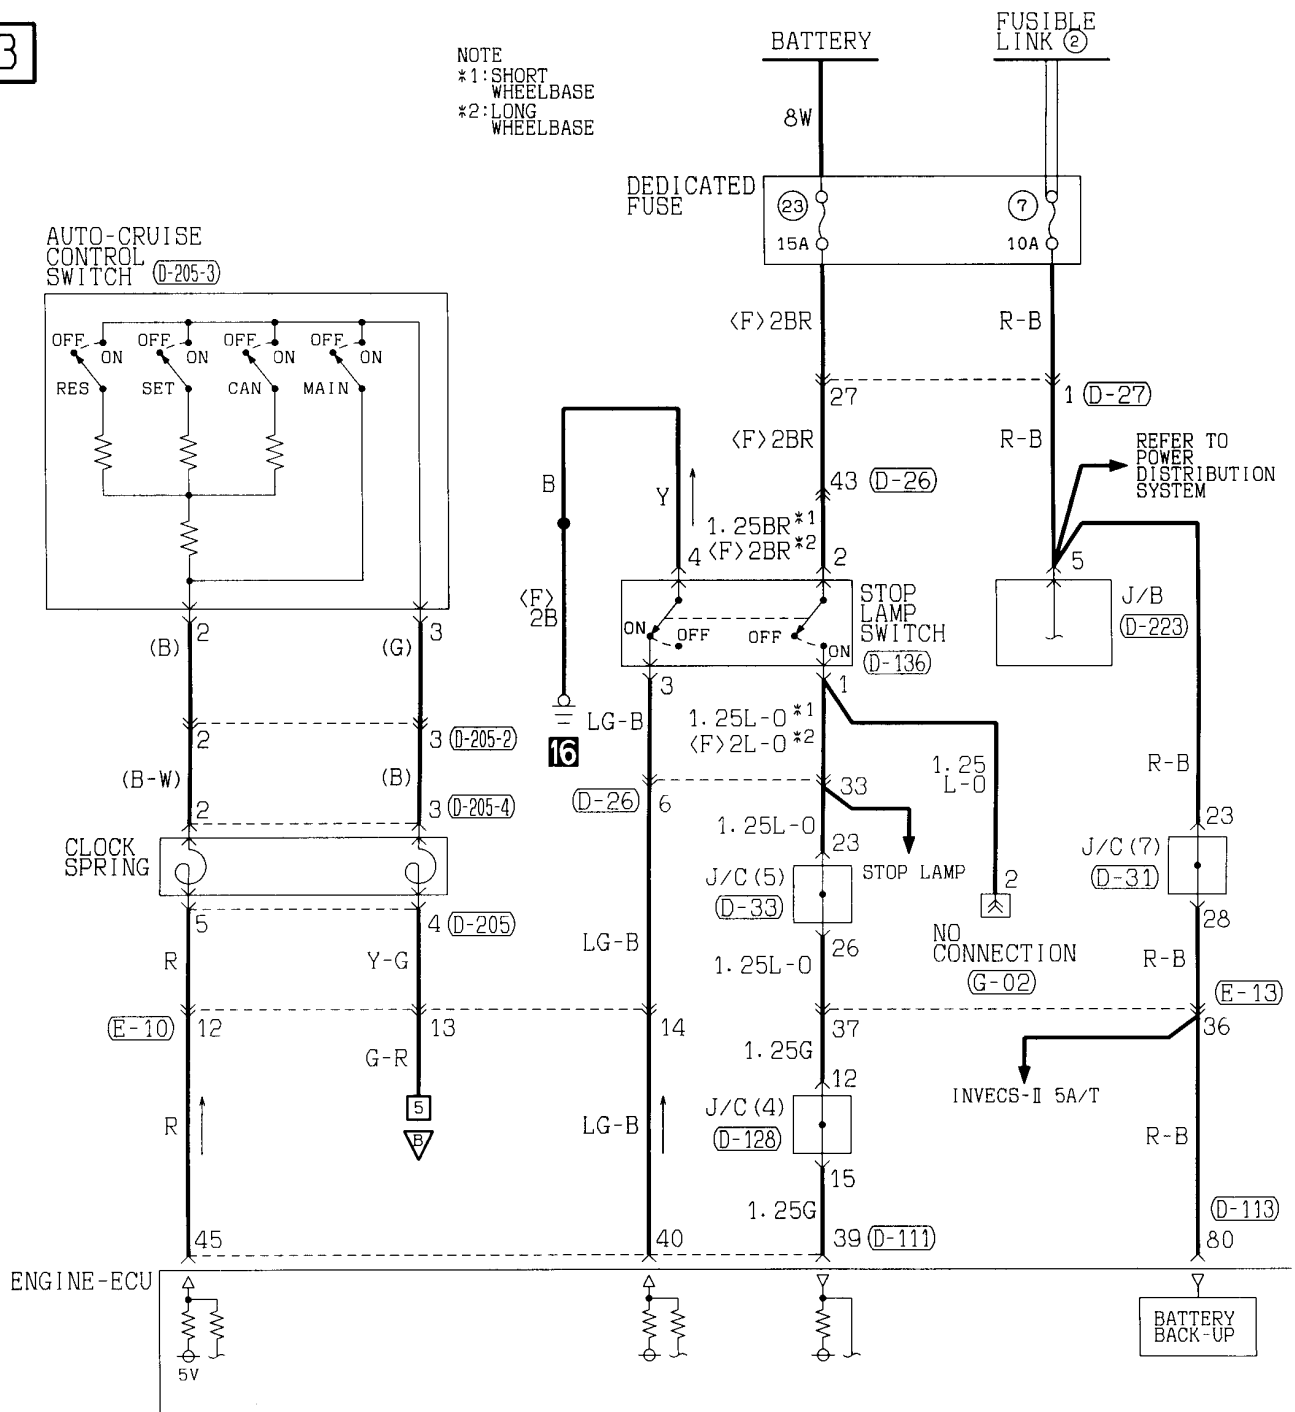 3
NOTE
*1:SHORT
WHEELBASE
*2:LONG
WHEELBASE
BATTERY
FUSIBLE
LINK ②
8W
DEDICATED
FUSE
23
7
15A
10A
AUTO-CRUISE
CONTROL
SWITCH D-205-3
OFF ON OFF ON OFF ON OFF ON
RES SET CAN MAIN
<F>2BR
R-B
27
1 D-27
<F>2BR
R-B
REFER TO
POWER
DISTRIBUTION
SYSTEM
B
Y
43 D-26
1.25BR*1
<F>2BR*2
4
2
5
<F>
2B
ON OFF
OFF ON
STOP
LAMP
SWITCH
D-136
J/B
D-223
2
3
(B)
(G)
3
1
LG-B
1.25L-O*1
<F>2L-O*2
16
2
3 D-205-2
1.25
L-O
R-B
(B-W)
(B)
2
3 D-205-4
D-26
6
33
1.25L-O
23
STOP LAMP
23
CLOCK
SPRING
J/C(5)
D-33
2
J/C(7)
D-31
5
4 D-205
28
R
Y-G
LG-B
26
1.25L-O
NO
CONNECTION
G-02
R-B
E-13
E-10
12
13
14
37
36
G-R
1.25G
12
INVECS-Ⅱ 5A/T
5
B
J/C(4)
D-128
R
LG-B
R-B
15
1.25G
D-113
45
40
39 D-111
80
ENGINE-ECU
5V
BATTERY
BACK-UP